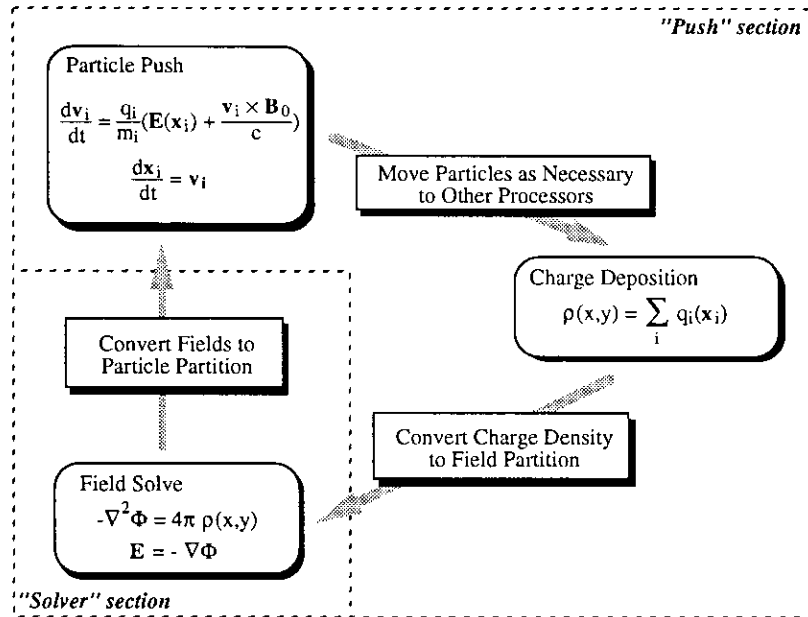 "Push" section
Particle Push
dv_i/dt = q_i/m_i (E(x_i) + v_i × B_0/c)
dx_i/dt = v_i
Move Particles as Necessary
to Other Processors
Charge Deposition
ρ(x,y) = ∑_i q_i(x_i)
Convert Charge Density
to Field Partition
Field Solve
-∇²Φ = 4π ρ(x,y)
E = - ∇Φ
Convert Fields to
Particle Partition
"Solver" section